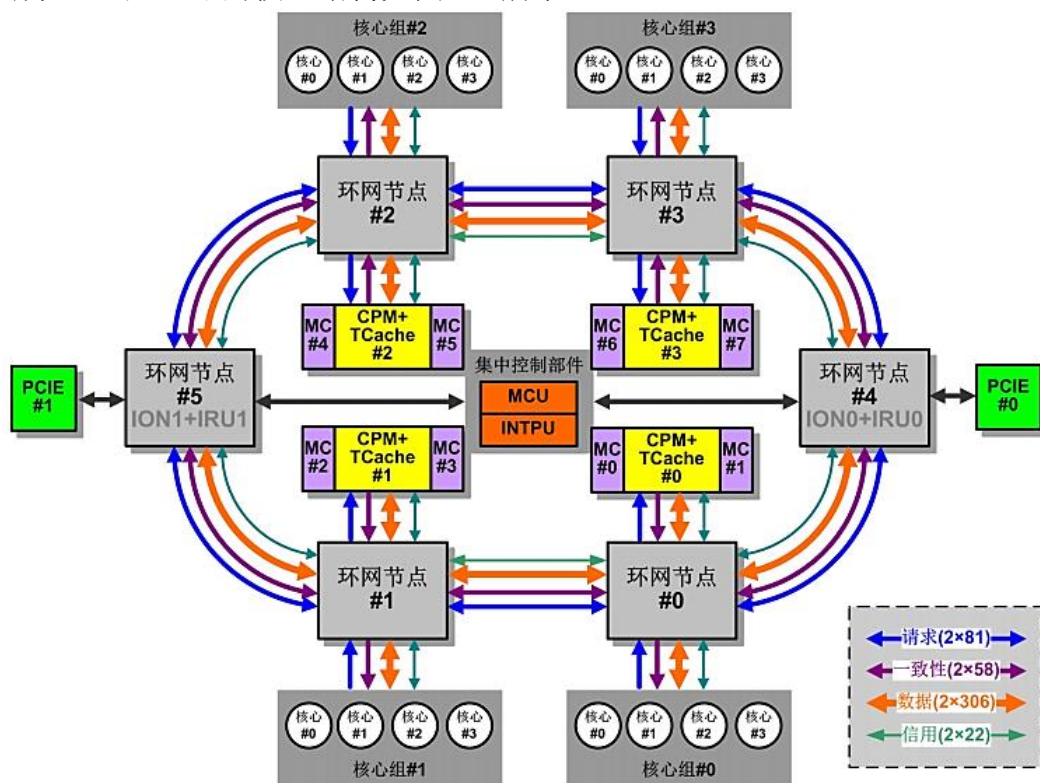 核心组#2
核心 #0
核心 #1
核心 #2
核心 #3
核心组#3
核心 #0
核心 #1
核心 #2
核心 #3
环网节点
#2
环网节点
#3
MC #4
CPM+ TCache #2
MC #5
MC #6
CPM+ TCache #3
MC #7
集中控制部件
MCU
INTPU
PCIE #1
环网节点
#5
ION1+IRU1
环网节点
#4
ION0+IRU0
PCIE #0
MC #2
CPM+ TCache #1
MC #3
MC #0
CPM+ TCache #0
MC #1
环网节点
#1
环网节点
#0
核心 #0
核心 #1
核心 #2
核心 #3
核心组#1
核心 #0
核心 #1
核心 #2
核心 #3
核心组#0
请求(2×81)
一致性(2×58)
数据(2×306)
信用(2×22)